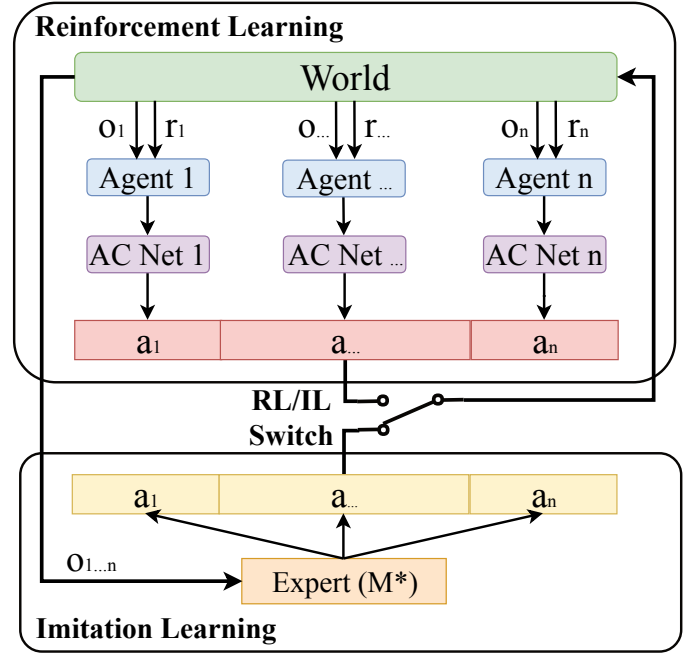 Reinforcement Learning
World
o1 r1 o... r... on rn
Agent 1 Agent ... Agent n
AC Net 1 AC Net ... AC Net n
a1 a... an
RL/IL
Switch
a1 a... an
o1...n
Expert (M*)
Imitation Learning